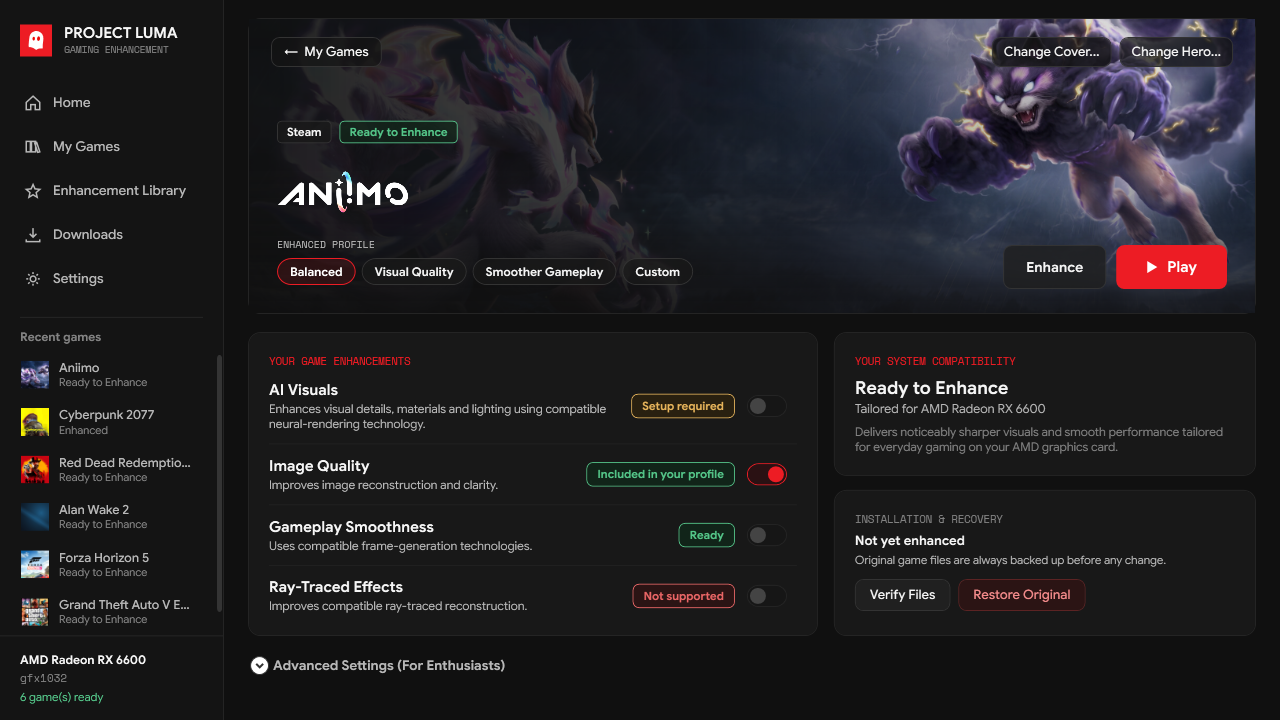 PROJECT LUMA
GAMING ENHANCEMENT
Home
My Games
Enhancement Library
Downloads
Settings
Recent games
Aniimo
Ready to Enhance
Cyberpunk 2077
Enhanced
Red Dead Redemptio...
Ready to Enhance
Alan Wake 2
Ready to Enhance
Forza Horizon 5
Ready to Enhance
Grand Theft Auto V E...
Ready to Enhance
AMD Radeon RX 6600
gfx1032
6 game(s) ready
← My Games
Change Cover...
Change Hero...
Steam
Ready to Enhance
ANIIMO
ENHANCED PROFILE
Balanced
Visual Quality
Smoother Gameplay
Custom
Enhance
Play
YOUR GAME ENHANCEMENTS
AI Visuals
Enhances visual details, materials and lighting using compatible
neural-rendering technology.
Setup required
Image Quality
Improves image reconstruction and clarity.
Included in your profile
Gameplay Smoothness
Uses compatible frame-generation technologies.
Ready
Ray-Traced Effects
Improves compatible ray-traced reconstruction.
Not supported
YOUR SYSTEM COMPATIBILITY
Ready to Enhance
Tailored for AMD Radeon RX 6600
Delivers noticeably sharper visuals and smooth performance tailored
for everyday gaming on your AMD graphics card.
INSTALLATION & RECOVERY
Not yet enhanced
Original game files are always backed up before any change.
Verify Files
Restore Original
Advanced Settings (For Enthusiasts)